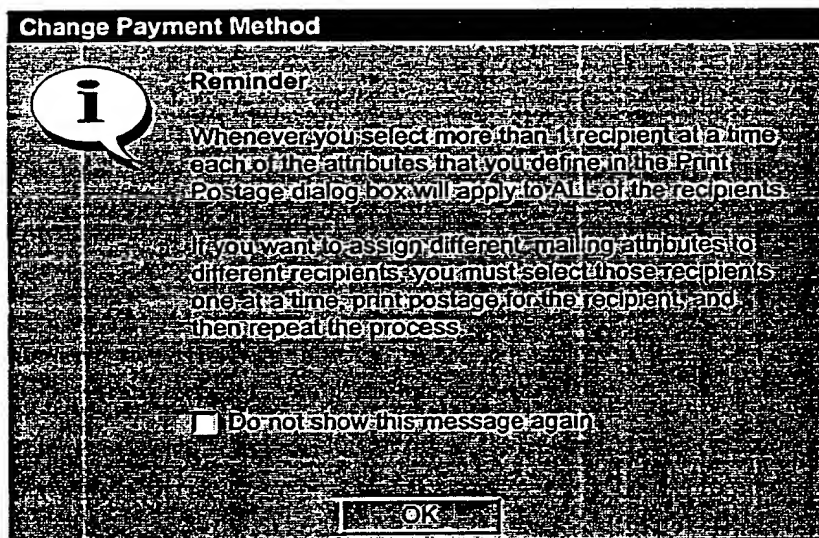 Change Payment Method
i
Reminder
Whenever you select more than 1 recipient at a time
each of the attributes that you define in the Print
Postage dialog box will apply to ALL of the recipients.
If you want to assign different mailing attributes to
different recipients, you must select those recipients
one at a time, print postage for the recipient, and
then repeat the process.
Do not show this message again
OK